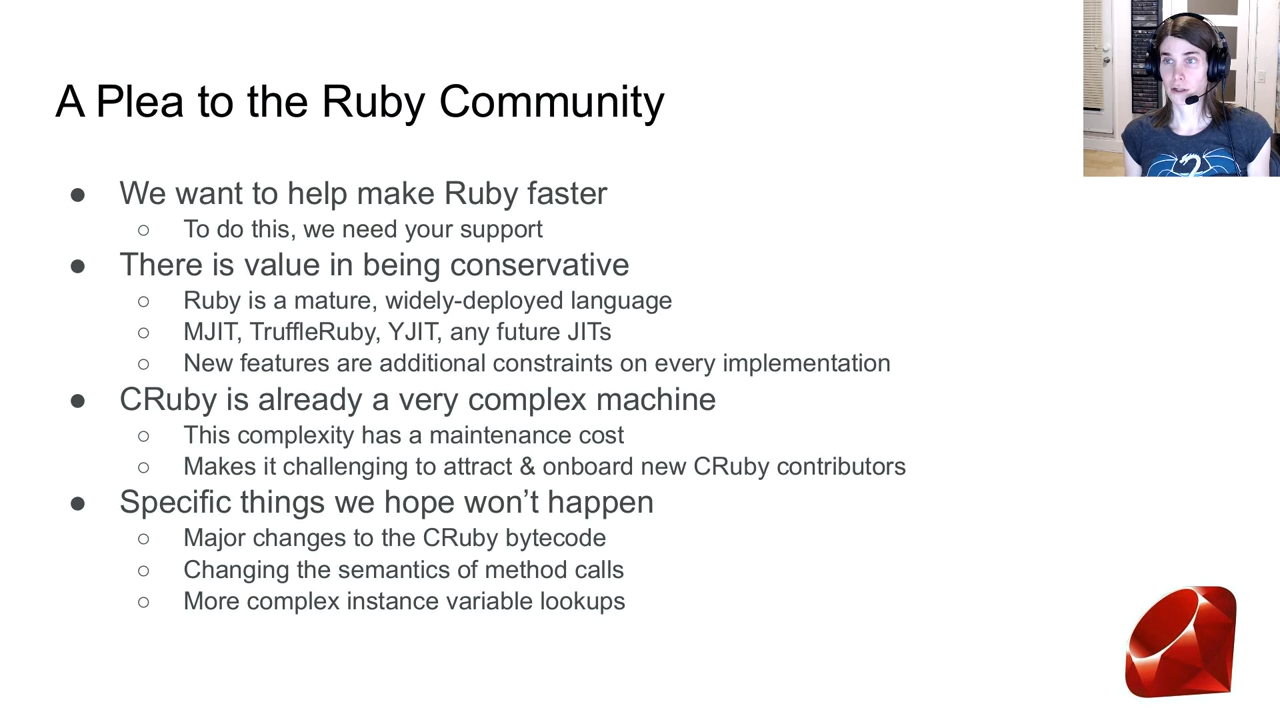 A Plea to the Ruby Community
● We want to help make Ruby faster
○ To do this, we need your support
● There is value in being conservative
○ Ruby is a mature, widely-deployed language
○ MJIT, TruffleRuby, YJIT, any future JITs
○ New features are additional constraints on every implementation
● CRuby is already a very complex machine
○ This complexity has a maintenance cost
○ Makes it challenging to attract & onboard new CRuby contributors
● Specific things we hope won’t happen
○ Major changes to the CRuby bytecode
○ Changing the semantics of method calls
○ More complex instance variable lookups